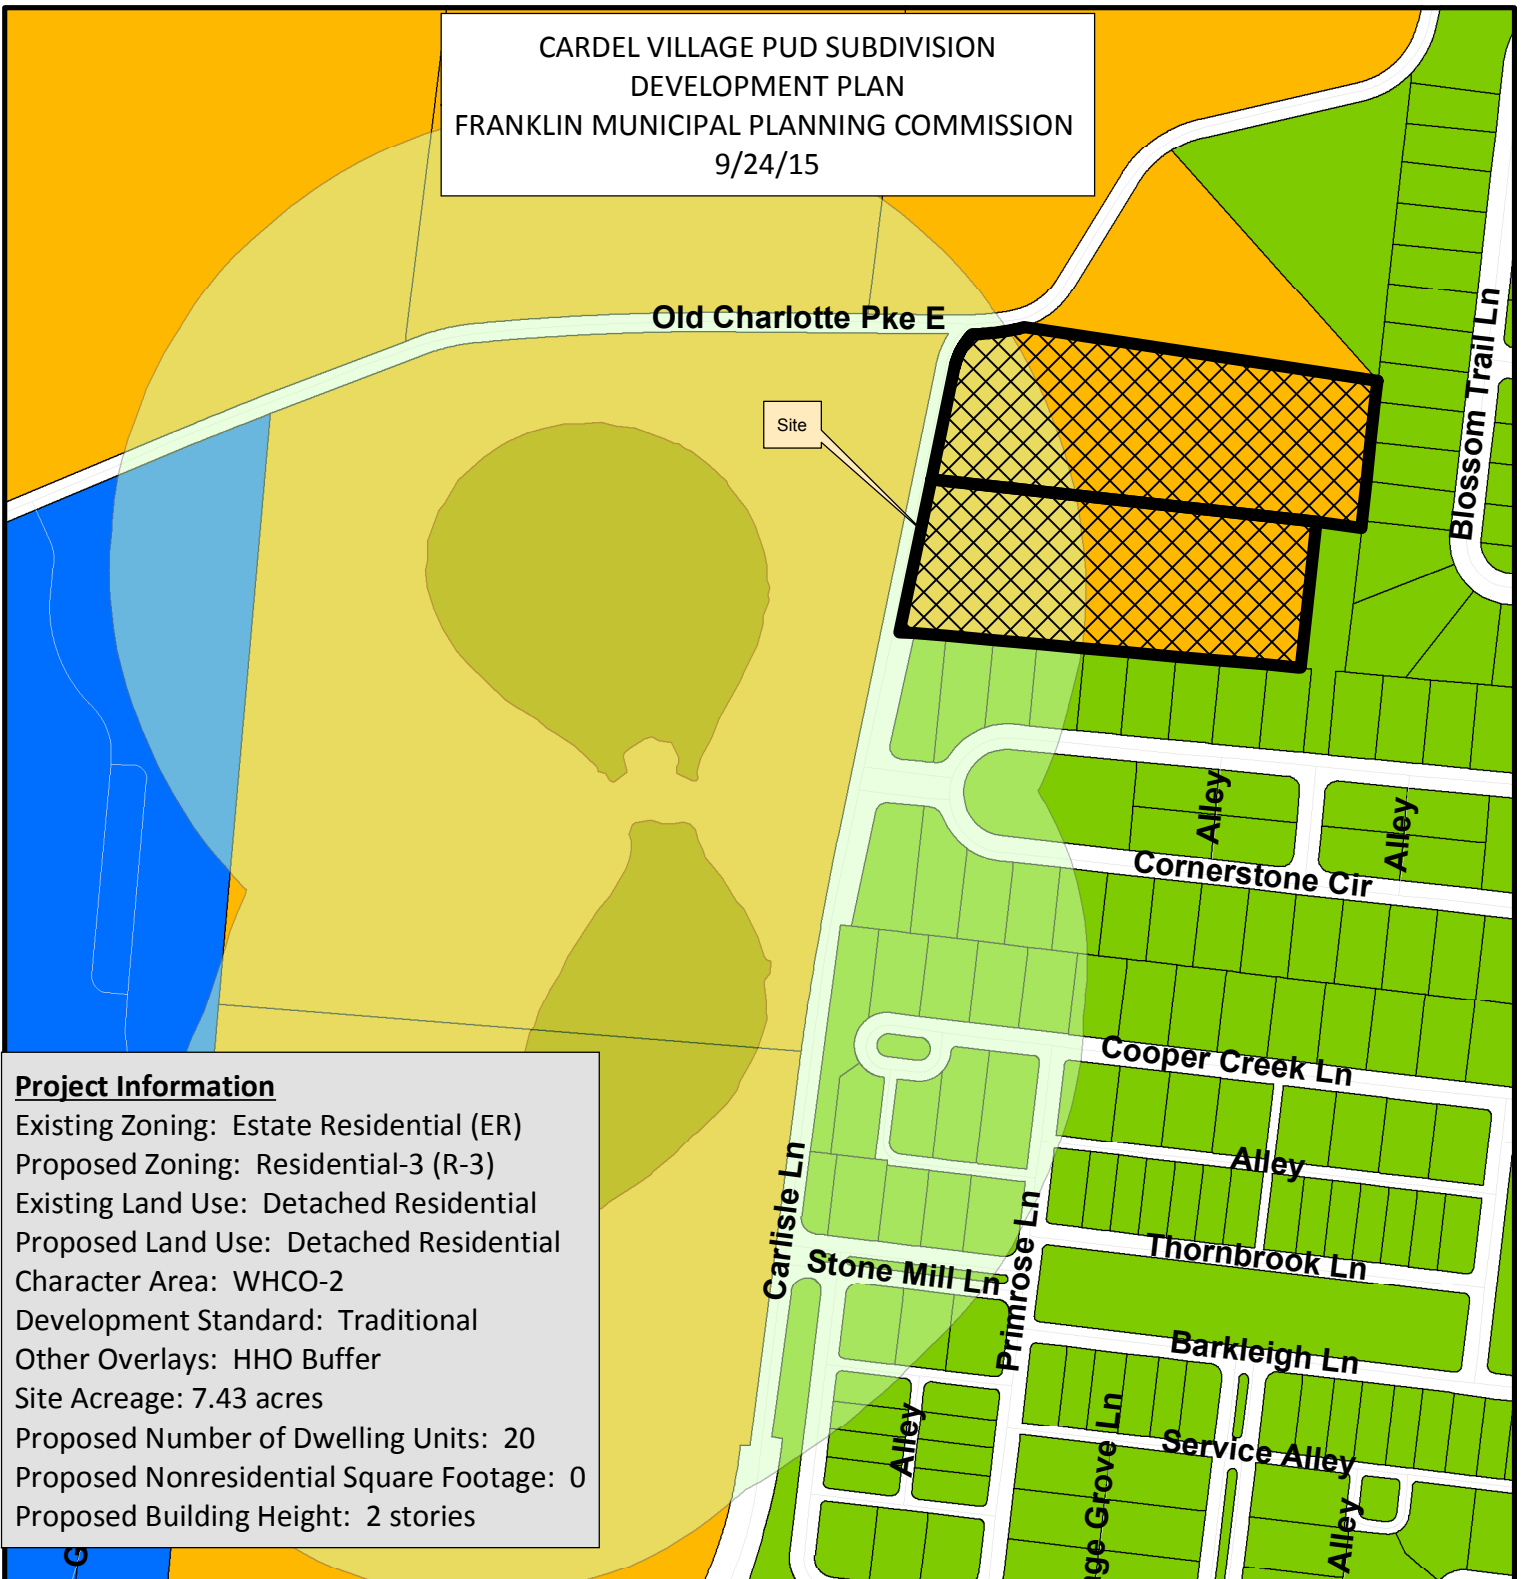 CARDEL VILLAGE PUD SUBDIVISION
DEVELOPMENT PLAN
FRANKLIN MUNICIPAL PLANNING COMMISSION
9/24/15
Old Charlotte Pke E
Site
Blossom Trail Ln
Alley
Alley
Cornerstone Cir
Cooper Creek Ln
Alley
Carlisle Ln
Primrose Ln
Thornbrook Ln
Stone Mill Ln
Barkleigh Ln
Alley
Service Alley
Grove Ln
Alley
Project Information
Existing Zoning: Estate Residential (ER)
Proposed Zoning: Residential-3 (R-3)
Existing Land Use: Detached Residential
Proposed Land Use: Detached Residential
Character Area: WHCO-2
Development Standard: Traditional
Other Overlays: HHO Buffer
Site Acreage: 7.43 acres
Proposed Number of Dwelling Units: 20
Proposed Nonresidential Square Footage: 0
Proposed Building Height: 2 stories